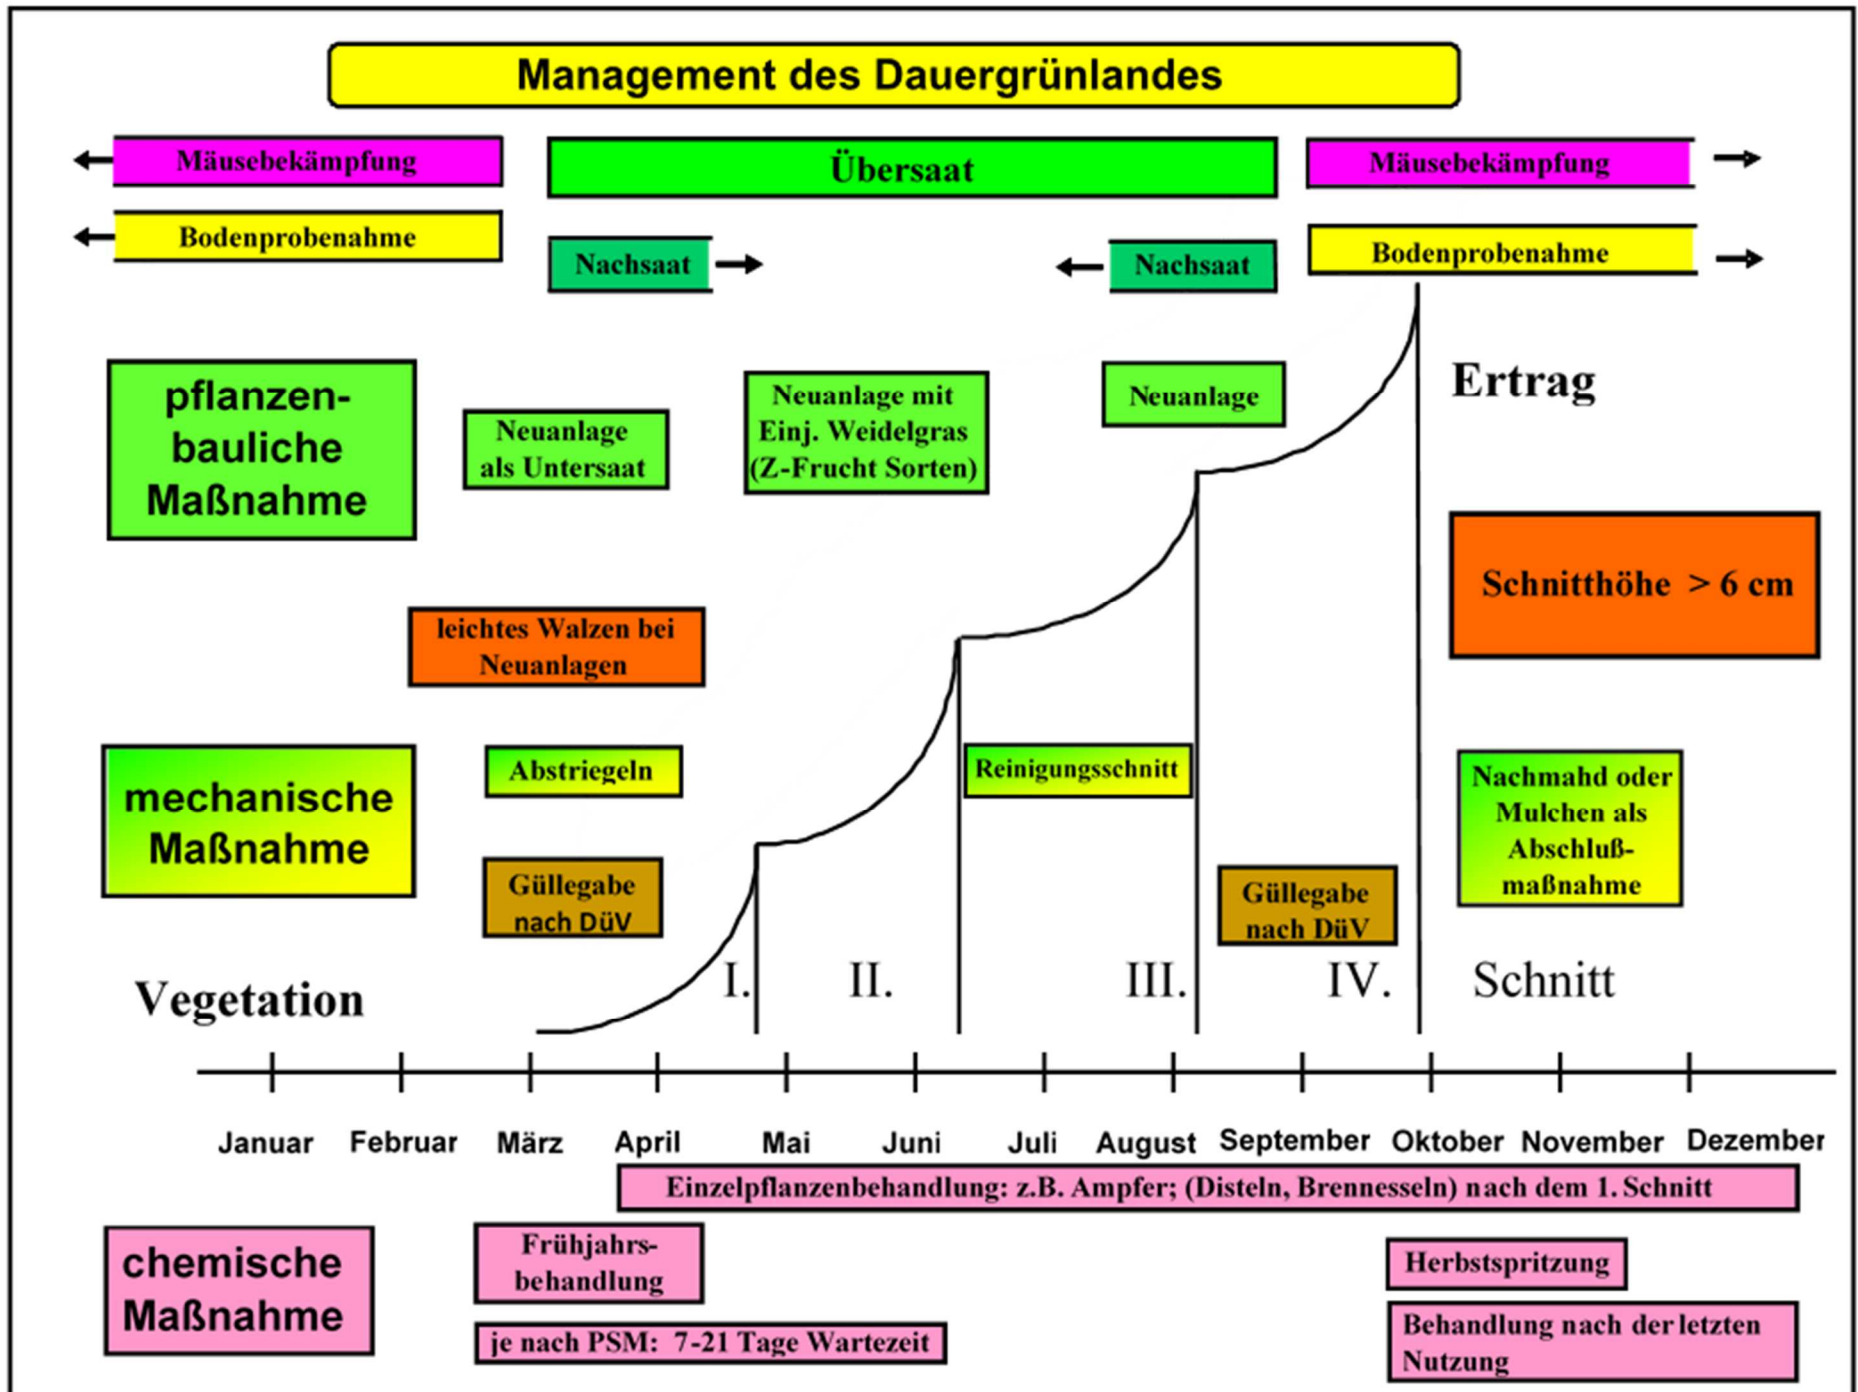 Management des Dauergrünlandes
Mäusebekämpfung
Übersaat
Mäusebekämpfung
Bodenprobenahme
Nachsaat
Nachsaat
Bodenprobenahme
pflanzen-
bauliche
Maßnahme
Neuanlage
als Untersaat
Neuanlage mit
Einj. Weidelgras
(Z-Frucht Sorten)
Neuanlage
Ertrag
Schnitthöhe > 6 cm
leichtes Walzen bei
Neuanlagen
mechanische
Maßnahme
Abstriegeln
Reinigungsschnitt
Nachmahd oder
Mulchen als
Abschluß-
maßnahme
Güllegabe
nach DüV
Güllegabe
nach DüV
Vegetation
I. II. III. IV. Schnitt
Januar Februar März April Mai Juni Juli August September Oktober November Dezember
Einzelpflanzenbehandlung: z.B. Ampfer; (Disteln, Brennesseln) nach dem 1. Schnitt
chemische
Maßnahme
Frühjahrs-
behandlung
je nach PSM: 7-21 Tage Wartezeit
Herbstspritzung
Behandlung nach der letzten
Nutzung